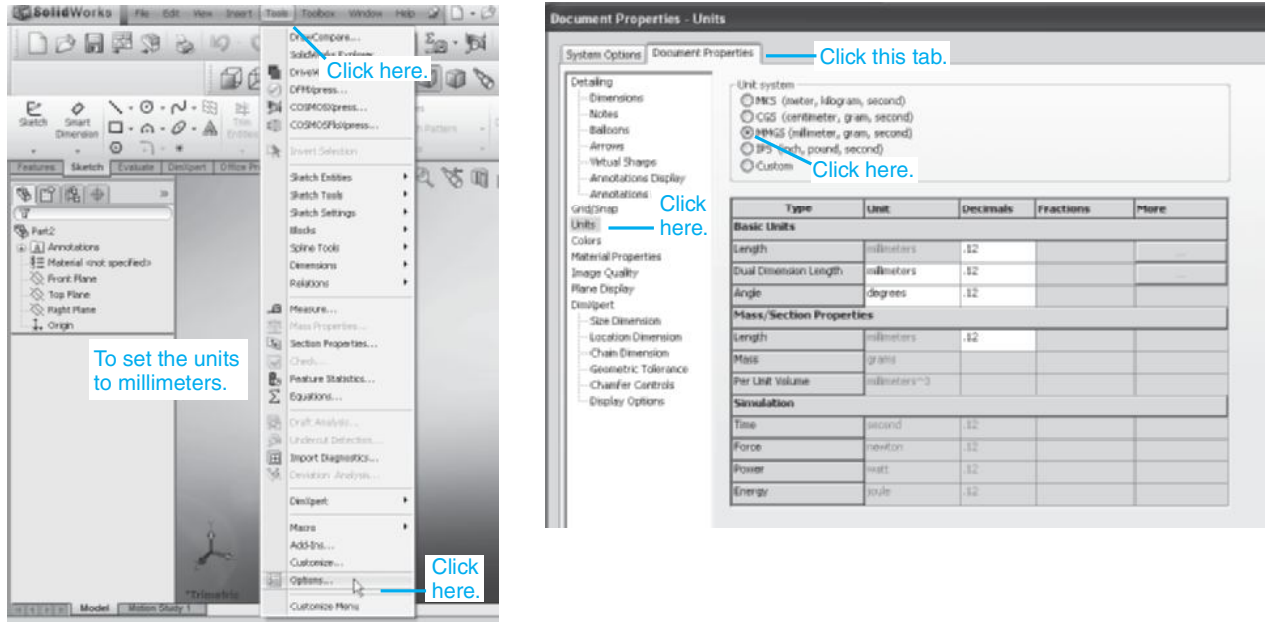 SolidWorks File Edit View Insert Tools Toolbox Window Help
DrawCompare...
SolidWorks Explorer
Click here.
DFMXpress...
COSMOSXpress...
COSMOSFloXpress...
Invert Selection
Sketch Smart Dimension Trim Entities
Features Sketch Evaluate DimXpert Office Pr
Sketch Entities
Sketch Tools
Sketch Settings
Blocks
Spline Tools
Dimensions
Relations
Part2
Annotations
Material <not specified>
Front Plane
Top Plane
Right Plane
Origin
Measure...
Mass Properties...
Section Properties...
Check...
Feature Statistics...
Equations...
To set the units
to millimeters.
Draft Analysis...
Undercut Detection...
Import Diagnostics...
Deviation Analysis...
DimXpert
Macro
Add-Ins...
Customize...
Options...
Click
here.
Customize Menu
*Trimetric
Model Motion Study 1
Document Properties - Units
System Options Document Properties
Click this tab.
Detailing
Dimensions
Notes
Balloons
Arrows
Virtual Sharps
Annotations Display
Annotations
Grid/Snap
Units
Click
here.
Colors
Material Properties
Image Quality
Plane Display
DimXpert
Size Dimension
Location Dimension
Chain Dimension
Geometric Tolerance
Chamfer Controls
Display Options
Unit system
MKS (meter, kilogram, second)
CGS (centimeter, gram, second)
MMGS (millimeter, gram, second)
IPS (inch, pound, second)
Custom
Click here.
Type Unit Decimals Fractions More
Basic Units
Length millimeters .12
Dual Dimension Length millimeters .12
Angle degrees .12
Mass/Section Properties
Length millimeters .12
Mass grams
Per Unit Volume millimeters^3
Simulation
Time second .12
Force newton .12
Power watt .12
Energy joule .12